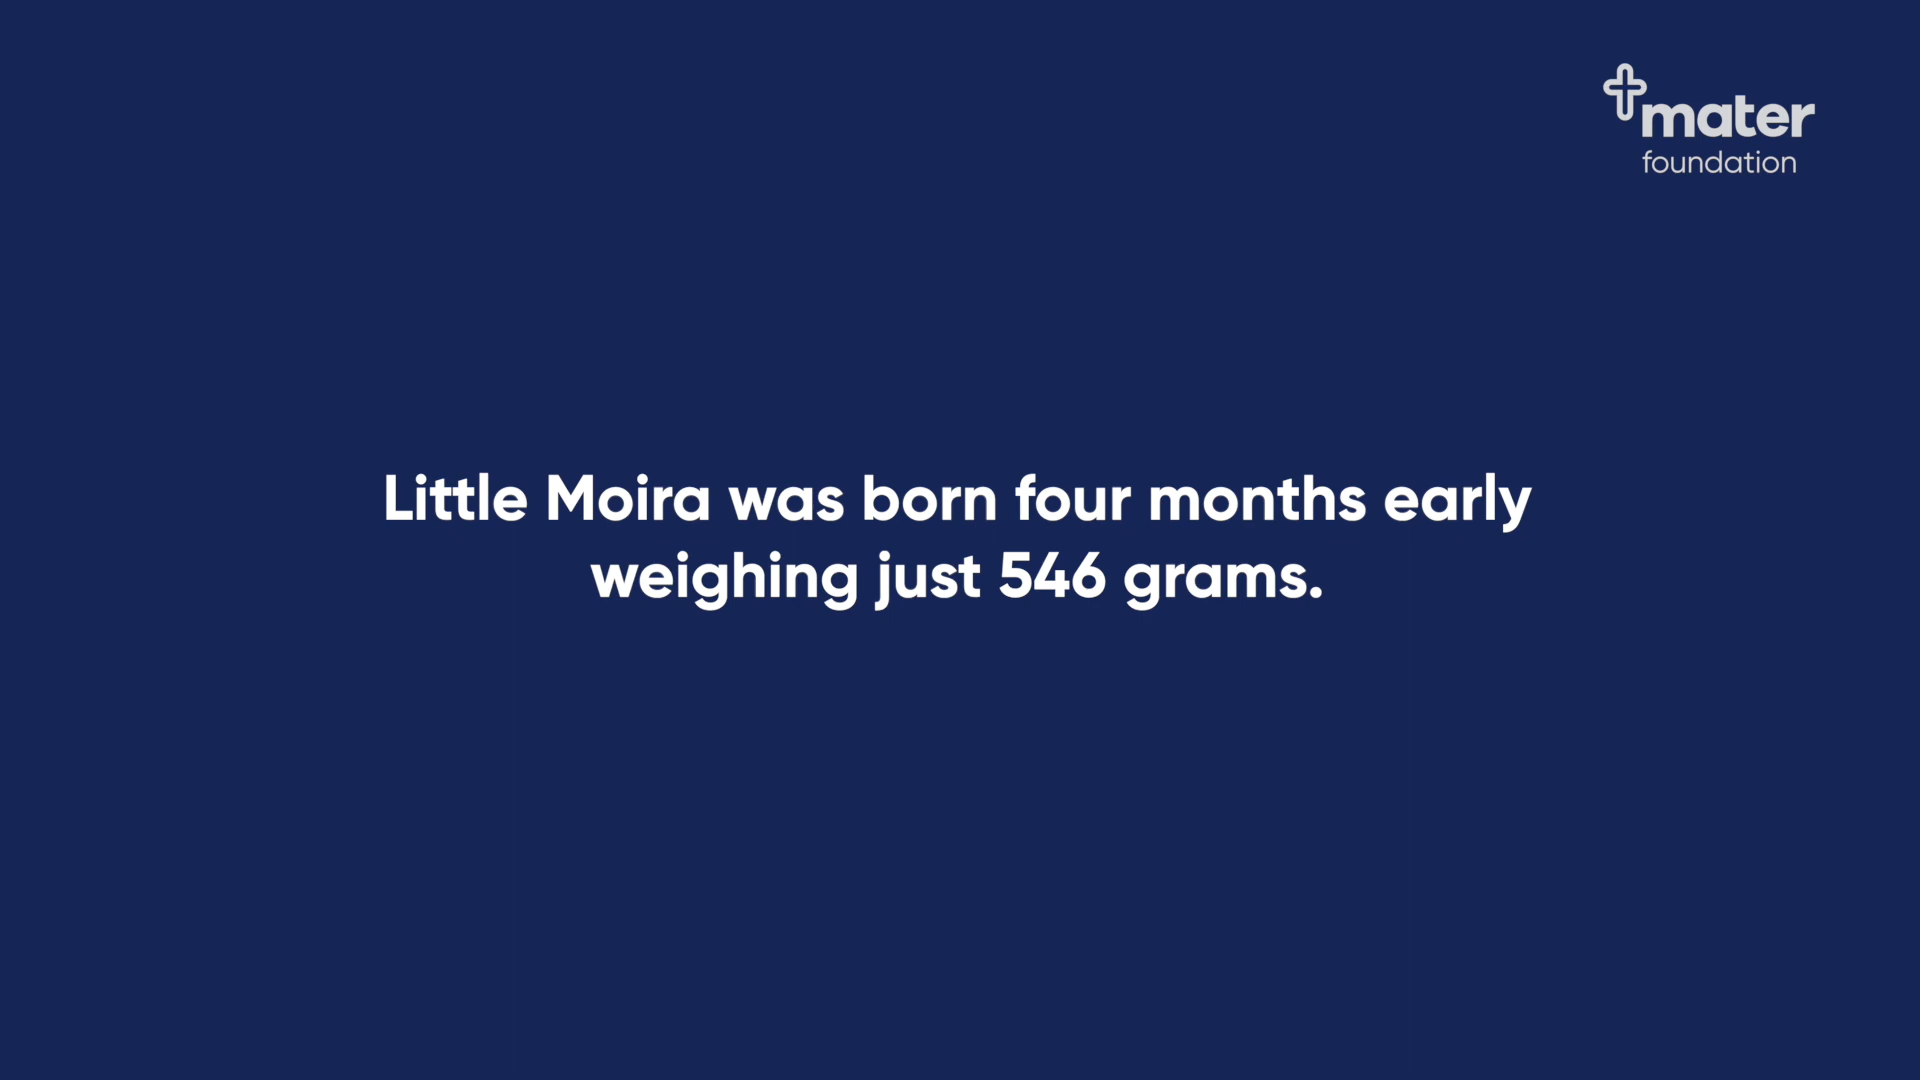 mater
foundation
Little Moira was born four months early
weighing just 546 grams.